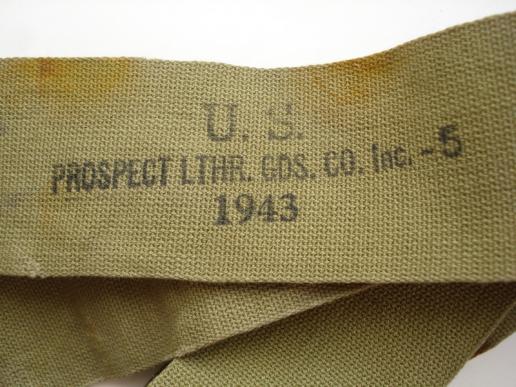 U. S.
PROSPECT LTHR. GDS. CO. Inc. - 5
1943